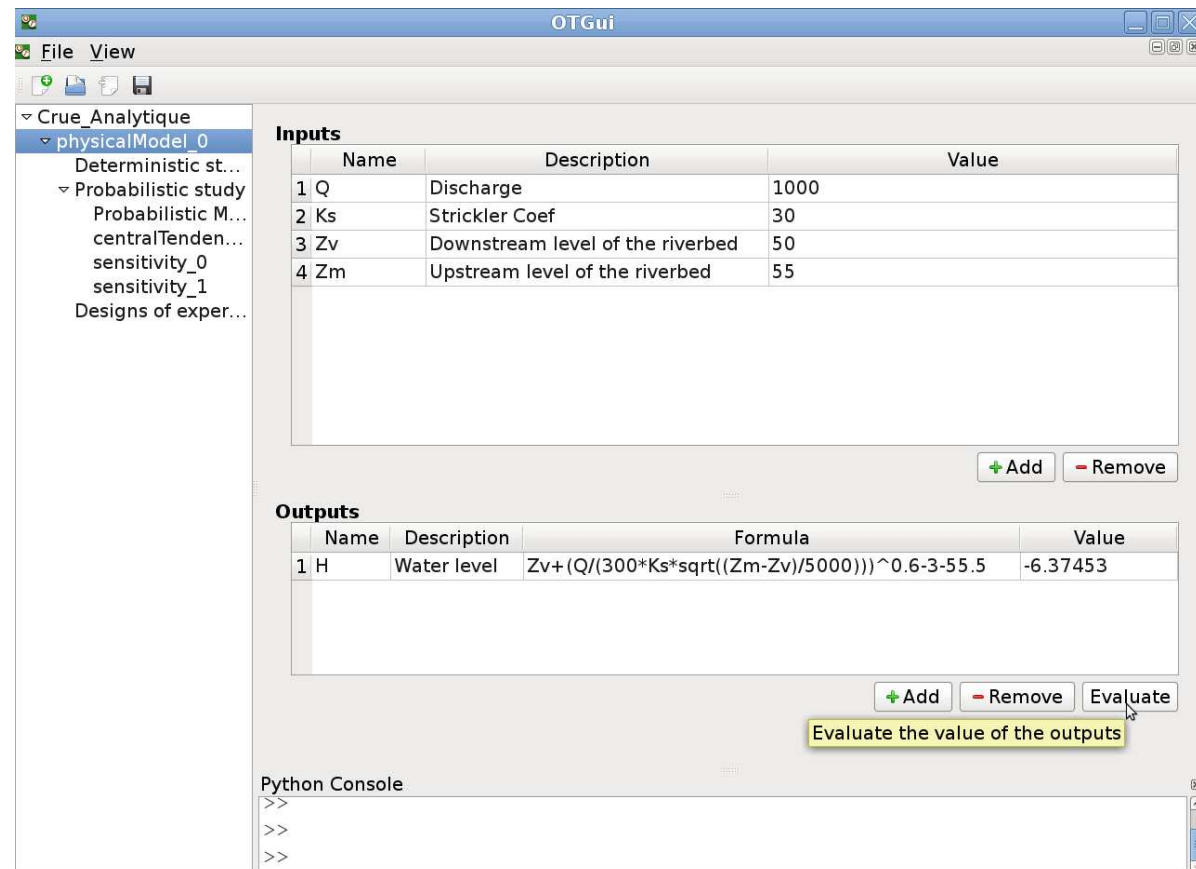 OTGui
File View
Crue_Analytique
physicalModel_0
Deterministic st...
Probabilistic study
Probabilistic M...
centralTenden...
sensitivity_0
sensitivity_1
Designs of exper...
Inputs
Name Description Value
1 Q Discharge 1000
2 Ks Strickler Coef 30
3 Zv Downstream level of the riverbed 50
4 Zm Upstream level of the riverbed 55
Add Remove
Outputs
Name Description Formula Value
1 H Water level Zv+(Q/(300*Ks*sqrt((Zm-Zv)/5000)))^0.6-3-55.5 -6.37453
Add Remove Evaluate
Evaluate the value of the outputs
Python Console
>>
>>
>>